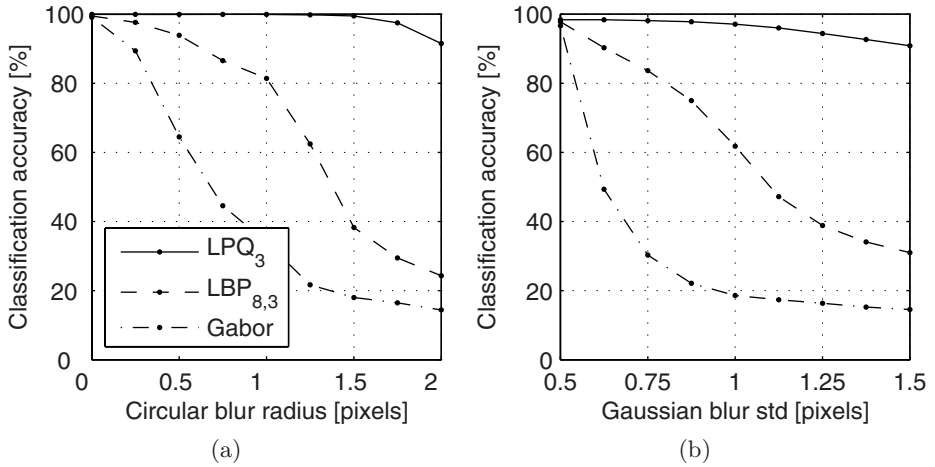 100
80
60
40
20
0
Classification accuracy [%]
LPQ3
LBP8,3
Gabor
0 0.5 1 1.5 2
Circular blur radius [pixels]
(a)
100
80
60
40
20
0
Classification accuracy [%]
0.5 0.75 1 1.25 1.5
Gaussian blur std [pixels]
(b)